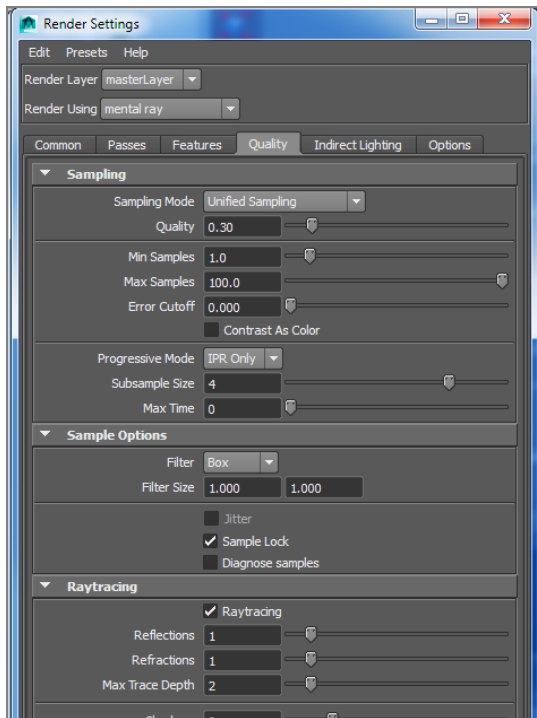 Render Settings
Edit Presets Help
Render Layer masterLayer
Render Using mental ray
Common Passes Features Quality Indirect Lighting Options
Sampling
Sampling Mode Unified Sampling
Quality 0.30
Min Samples 1.0
Max Samples 100.0
Error Cutoff 0.000
Contrast As Color
Progressive Mode IPR Only
Subsample Size 4
Max Time 0
Sample Options
Filter Box
Filter Size 1.000 1.000
Jitter
Sample Lock
Diagnose samples
Raytracing
Raytracing
Reflections 1
Refractions 1
Max Trace Depth 2